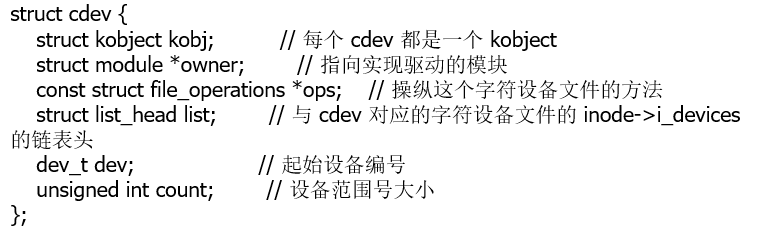 struct cdev {
struct kobject kobj; // 每个 cdev 都是一个 kobject
struct module *owner; // 指向实现驱动的模块
const struct file_operations *ops; // 操纵这个字符设备文件的方法
struct list_head list; // 与 cdev 对应的字符设备文件的 inode->i_devices
的链表头
dev_t dev; // 起始设备编号
unsigned int count; // 设备范围号大小
};